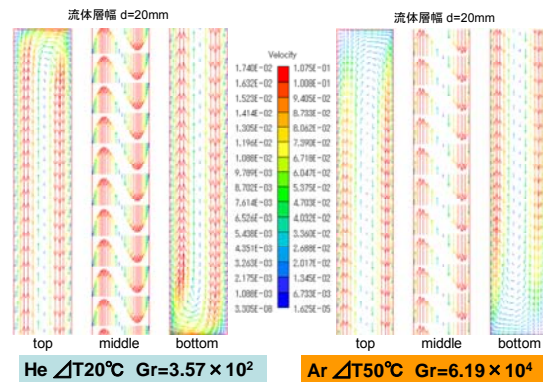 流体層幅 d=20mm
流体層幅 d=20mm
Velocity
1.740E-02 1.075E-01
1.632E-02 1.008E-01
1.523E-02 9.405E-02
1.414E-02 8.733E-02
1.305E-02 8.062E-02
1.196E-02 7.390E-02
1.088E-02 6.718E-02
9.789E-03 6.047E-02
8.702E-03 5.375E-02
7.614E-03 4.703E-02
6.526E-03 4.032E-02
5.438E-03 3.360E-02
4.351E-03 2.688E-02
3.263E-03 2.017E-02
2.175E-03 1.345E-02
1.088E-03 6.733E-03
3.305E-08 1.625E-05
top middle bottom
top middle bottom
He ⊿T20℃ Gr=3.57×10²
Ar ⊿T50℃ Gr=6.19×10⁴